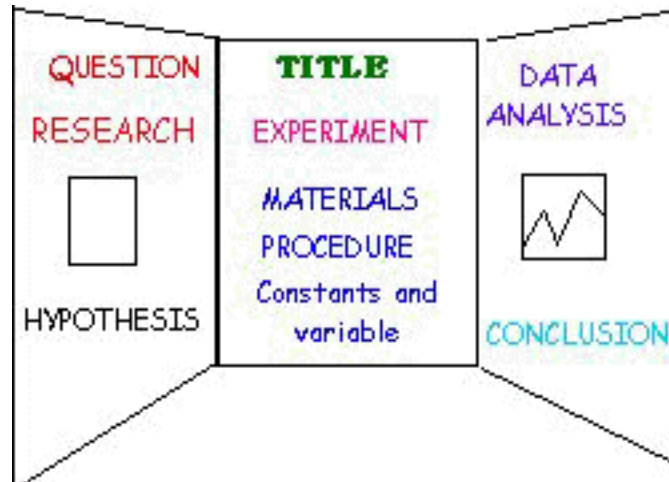 QUESTION
RESEARCH
HYPOTHESIS
TITLE
EXPERIMENT
MATERIALS
PROCEDURE
Constants and
variable
DATA
ANALYSIS
CONCLUSION